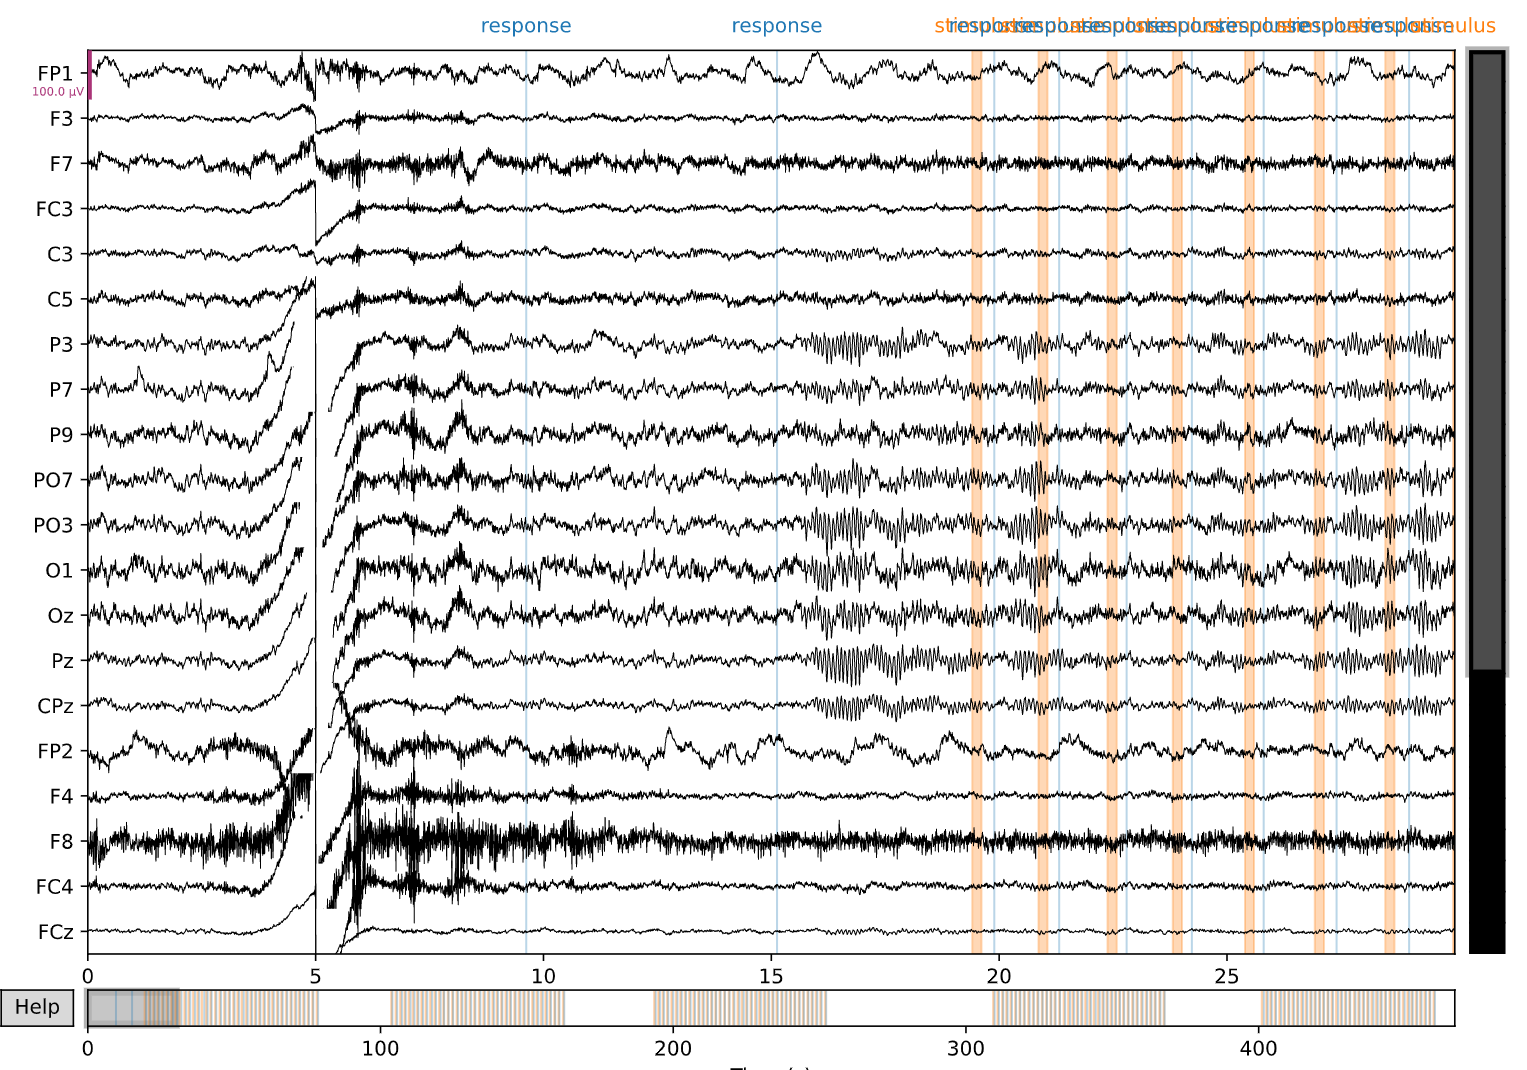 response response stimulus
FP1
100.0 µV
F3
F7
FC3
C3
C5
P3
P7
P9
PO7
PO3
O1
Oz
Pz
CPz
FP2
F4
F8
FC4
FCz
0 5 10 15 20 25
Help
0 100 200 300 400